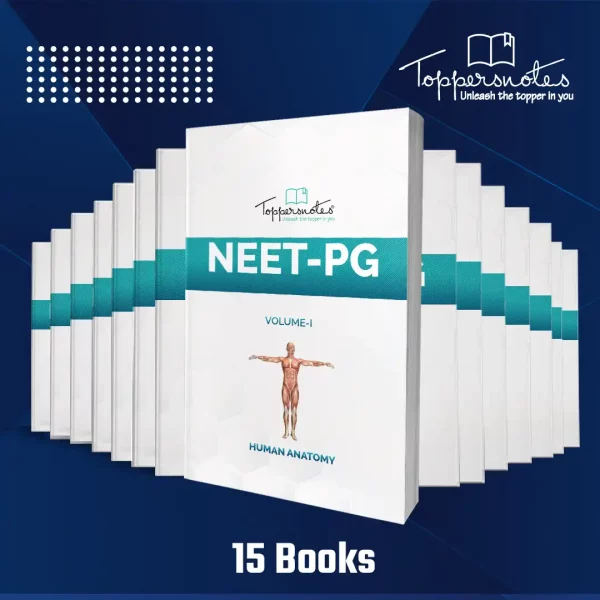 Toppersnotes
Unleash the topper in you
Toppersnotes
Unleash the topper in you
NEET-PG
VOLUME-I
HUMAN ANATOMY
G
15 Books